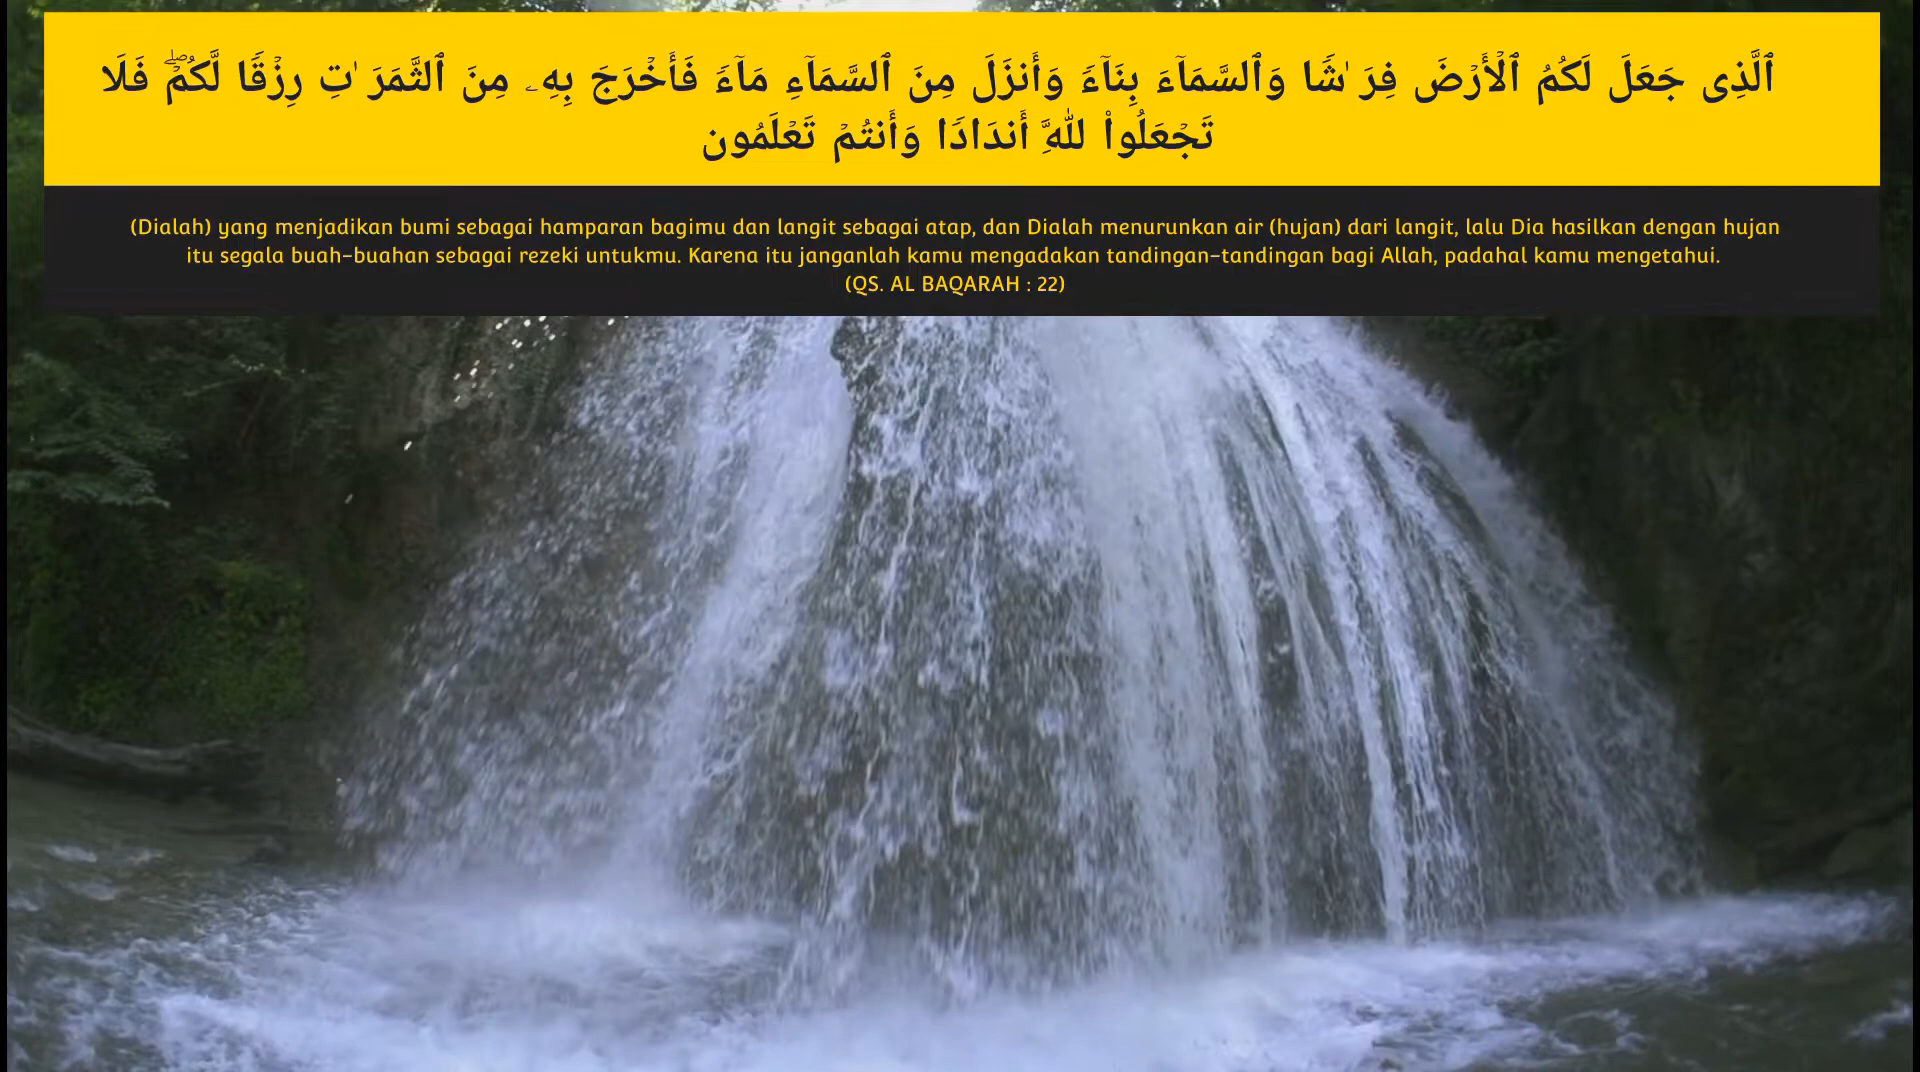 ٱلَّذِى جَعَلَ لَكُمُ ٱلْأَرْضَ فِرَٰشًا وَٱلسَّمَآءَ بِنَآءً وَأَنزَلَ مِنَ ٱلسَّمَآءِ مَآءً فَأَخْرَجَ بِهِۦ مِنَ ٱلثَّمَرَٰتِ رِزْقًا لَّكُمْ ۖ فَلَا
تَجْعَلُوا۟ لِلَّهِ أَندَادًا وَأَنتُمْ تَعْلَمُون
(Dialah) yang menjadikan bumi sebagai hamparan bagimu dan langit sebagai atap, dan Dialah menurunkan air (hujan) dari langit, lalu Dia hasilkan dengan hujan
itu segala buah-buahan sebagai rezeki untukmu. Karena itu janganlah kamu mengadakan tandingan-tandingan bagi Allah, padahal kamu mengetahui.
(QS. AL BAQARAH : 22)